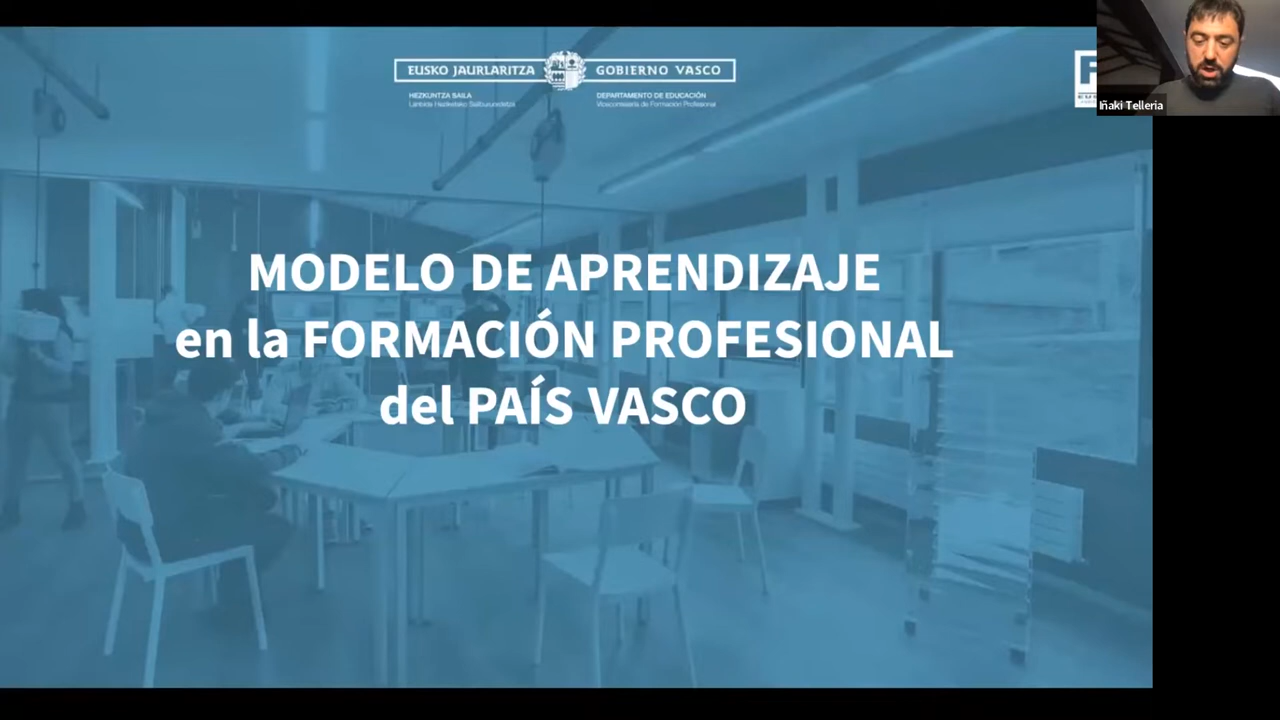 EUSKO JAURLARITZA
GOBIERNO VASCO
HEZKUNTZA SAILA
DEPARTAMENTO DE EDUCACIÓN
Viceconsejería de Formación Profesional
Iñaki Telleria
MODELO DE APRENDIZAJE
en la FORMACIÓN PROFESIONAL
del PAÍS VASCO